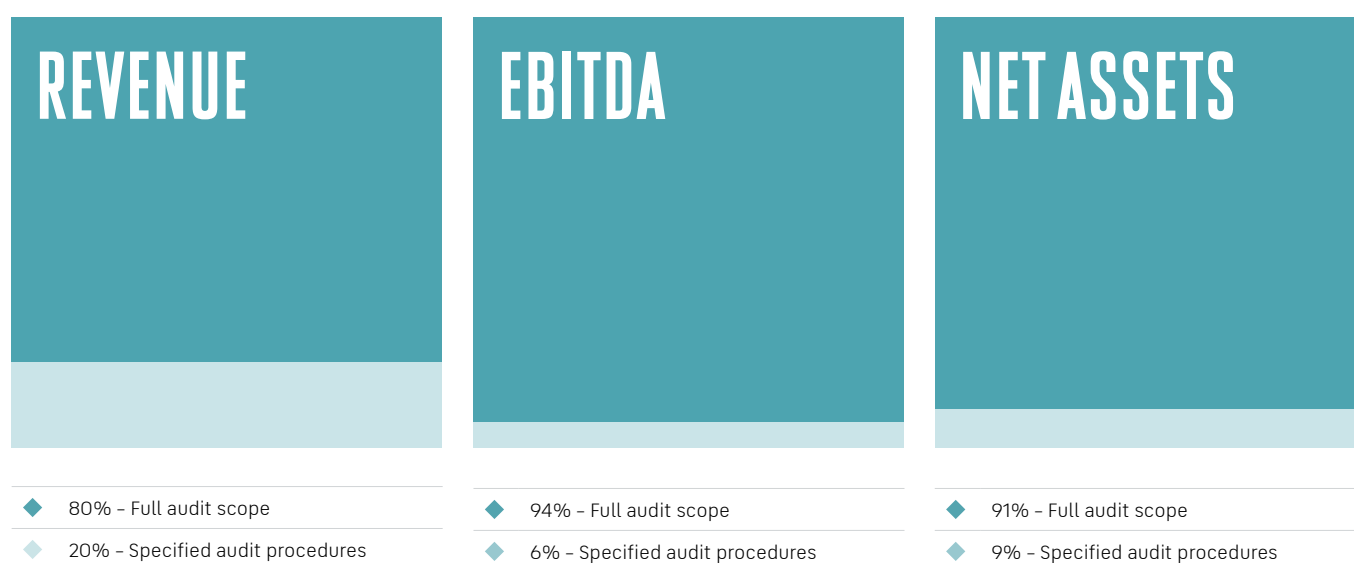 REVENUE
80% – Full audit scope
20% – Specified audit procedures
EBITDA
94% – Full audit scope
6% – Specified audit procedures
NET ASSETS
91% – Full audit scope
9% – Specified audit procedures